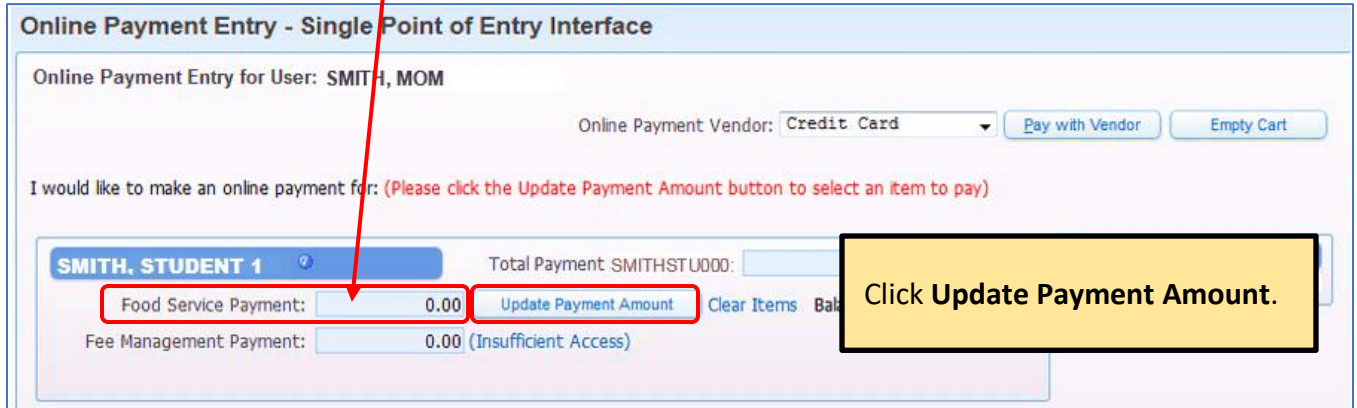 Online Payment Entry - Single Point of Entry Interface
Online Payment Entry for User: SMITH, MOM
Online Payment Vendor: Credit Card Pay with Vendor Empty Cart
I would like to make an online payment for: (Please click the Update Payment Amount button to select an item to pay)
SMITH, STUDENT 1 Total Payment SMITHSTU000:
Food Service Payment: 0.00 Update Payment Amount Clear Items
Click Update Payment Amount.
Fee Management Payment: 0.00 (Insufficient Access)